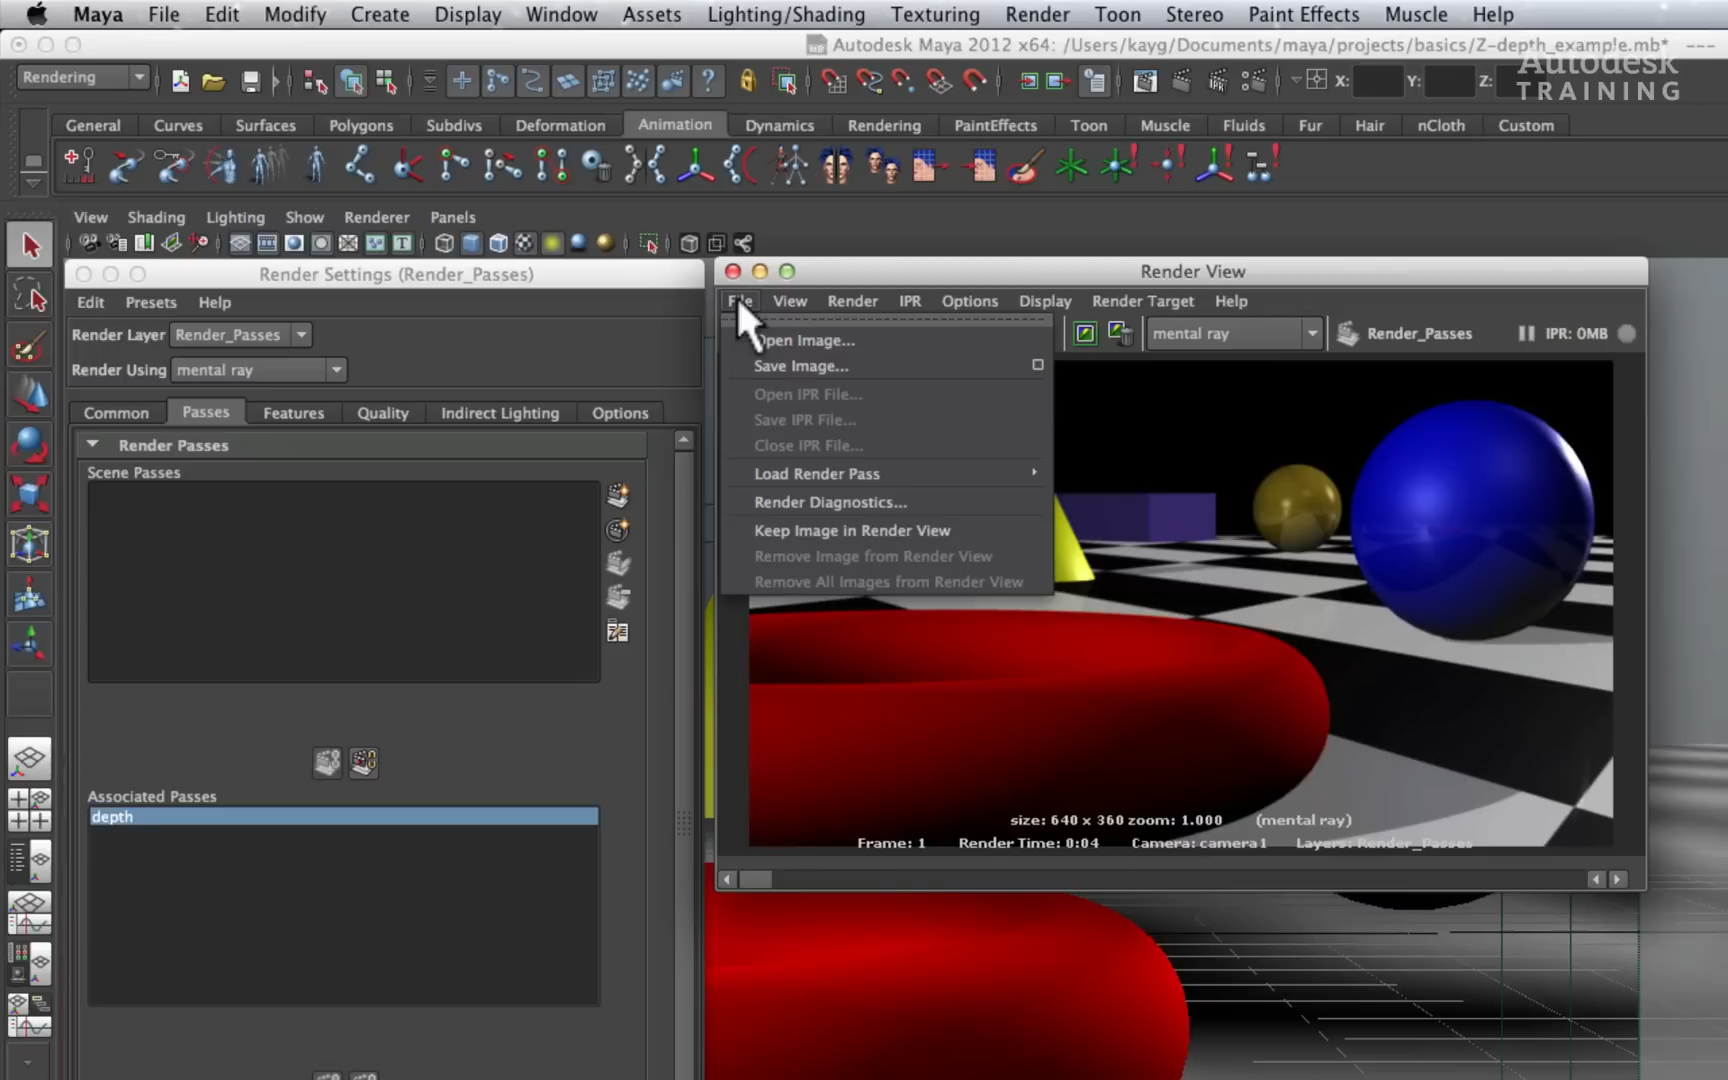 Maya File Edit Modify Create Display Window Assets Lighting/Shading Texturing Render Toon Stereo Paint Effects Muscle Help
Autodesk Maya 2012 x64: /Users/kayg/Documents/maya/projects/basics/Z-depth_example.mb* ---
Autodesk
TRAINING
Rendering ? IPR X: Y: Z:
General Curves Surfaces Polygons Subdivs Deformation Animation Dynamics Rendering PaintEffects Toon Muscle Fluids Fur Hair nCloth Custom
View Shading Lighting Show Renderer Panels
Render Settings (Render_Passes)
Edit Presets Help
Render Layer Render_Passes
Render Using mental ray
Common Passes Features Quality Indirect Lighting Options
Render Passes
Scene Passes
Associated Passes
depth
Render View
File View Render IPR Options Display Render Target Help
mental ray Render_Passes IPR: 0MB
Open Image...
Save Image...
Open IPR File...
Save IPR File...
Close IPR File...
Load Render Pass
Render Diagnostics...
Keep Image in Render View
Remove Image from Render View
Remove All Images from Render View
size: 640 x 360 zoom: 1.000 (mental ray)
Frame: 1 Render Time: 0:04 Camera: camera1 Layers: Render_Passes